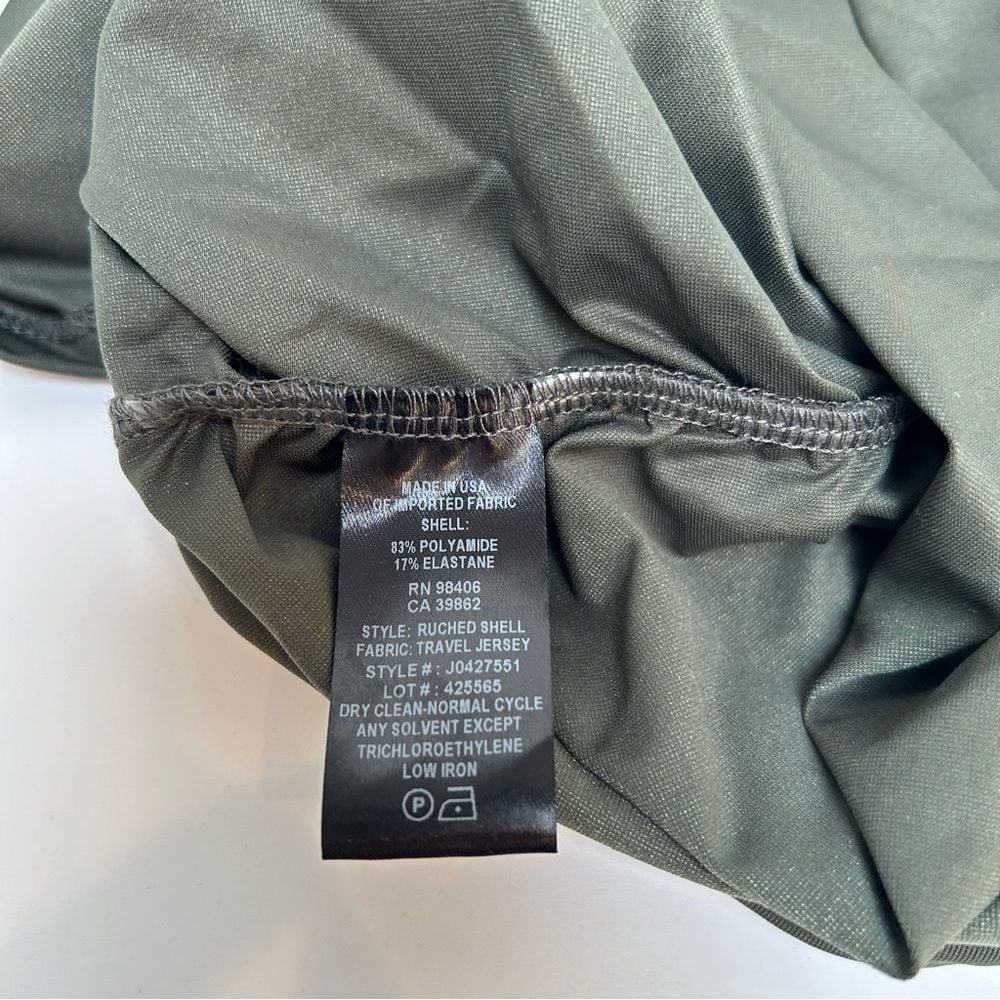 MADE IN USA
OF IMPORTED FABRIC
SHELL:
83% POLYAMIDE
17% ELASTANE
RN 98406
CA 39862
STYLE: RUCHED SHELL
FABRIC: TRAVEL JERSEY
STYLE # : J0427551
LOT # : 425565
DRY CLEAN-NORMAL CYCLE
ANY SOLVENT EXCEPT
TRICHLOROETHYLENE
LOW IRON
P